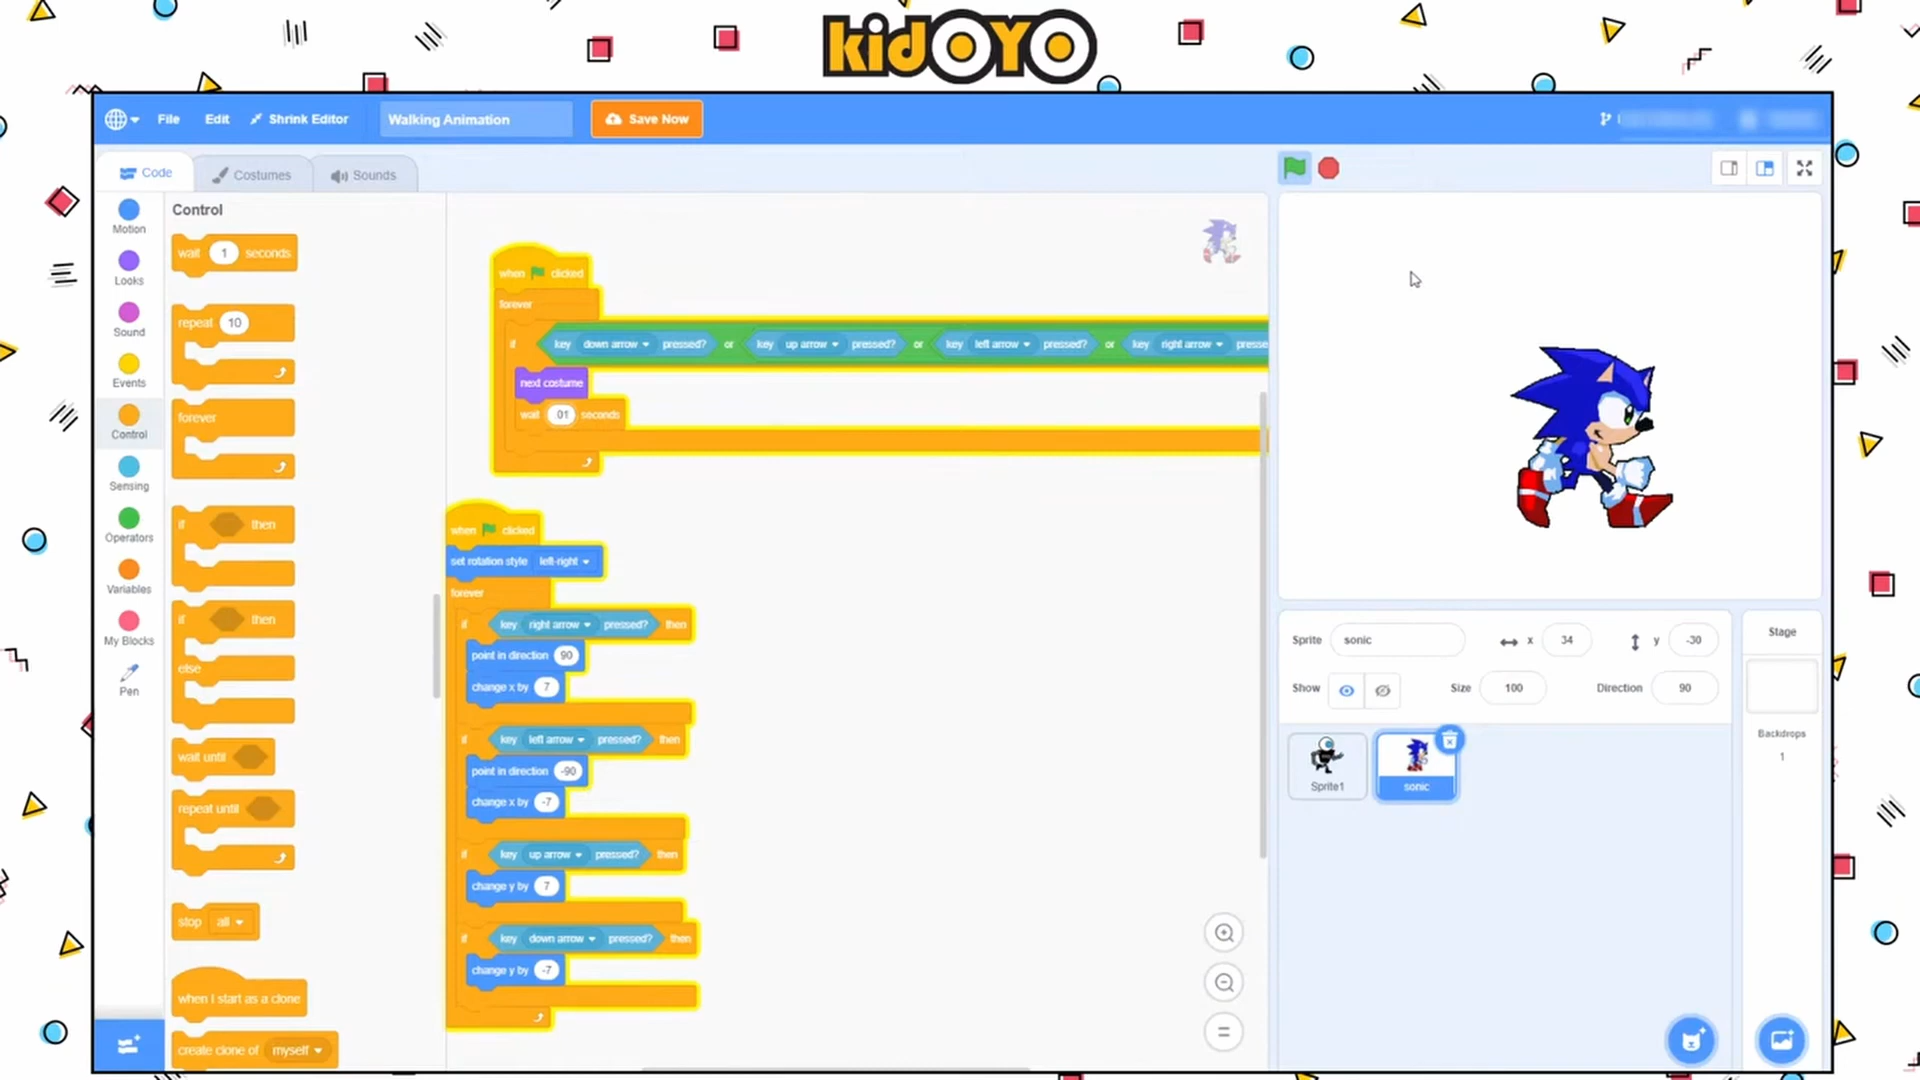 kidOYO
File Edit Shrink Editor Walking Animation Save Now
Code Costumes Sounds
Motion
Looks
Sound
Events
Control
Sensing
Operators
Variables
My Blocks
Pen
Control
wait 1 seconds
repeat 10
forever
if then
if then
else
wait until
repeat until
stop all
when I start as a clone
create clone of myself
when clicked
forever
if key down arrow pressed? or key up arrow pressed? or key left arrow pressed? or key right arrow presse
next costume
wait .01 seconds
when clicked
set rotation style left-right
forever
if key right arrow pressed? then
point in direction 90
change x by 7
if key left arrow pressed? then
point in direction -90
change x by -7
if key up arrow pressed? then
change y by 7
if key down arrow pressed? then
change y by -7
Sprite sonic x 34 y -30
Show Size 100 Direction 90
Sprite1
sonic
Stage
Backdrops
1